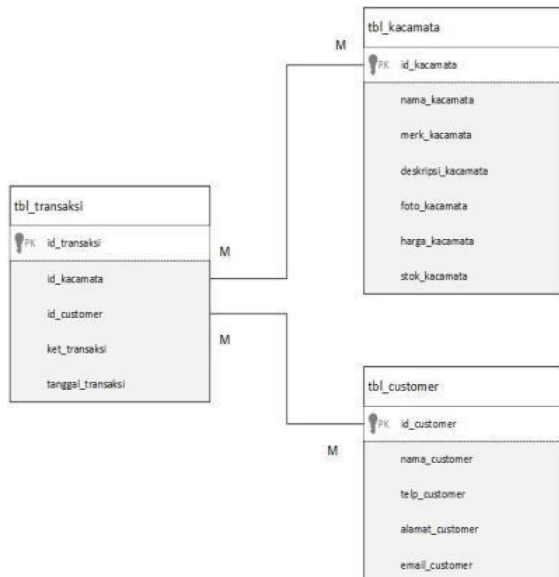 tbl_kacamata
M
PK id_kacamata
nama_kacamata
merk_kacamata
deskripsi_kacamata
foto_kacamata
harga_kacamata
stok_kacamata
tbl_transaksi
PK id_transaksi
M
id_kacamata
id_customer
M
ket_transaksi
tanggal_transaksi
tbl_customer
PK id_customer
M
nama_customer
telp_customer
alamat_customer
email_customer